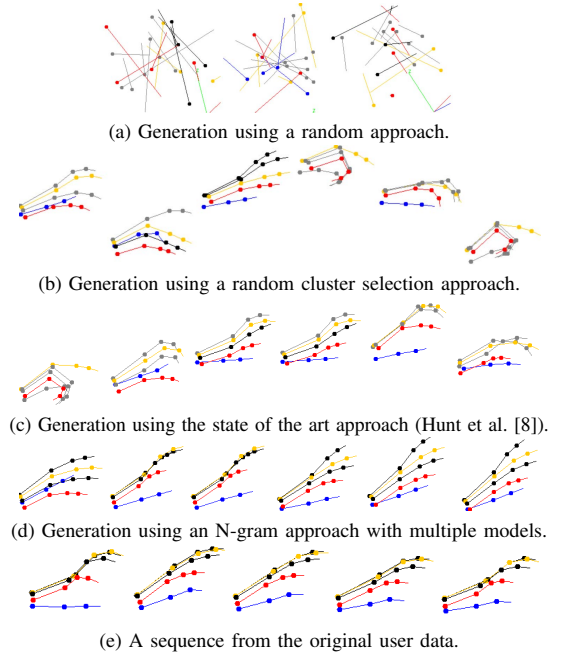 (a) Generation using a random approach.
(b) Generation using a random cluster selection approach.
(c) Generation using the state of the art approach (Hunt et al. [8]).
(d) Generation using an N-gram approach with multiple models.
(e) A sequence from the original user data.